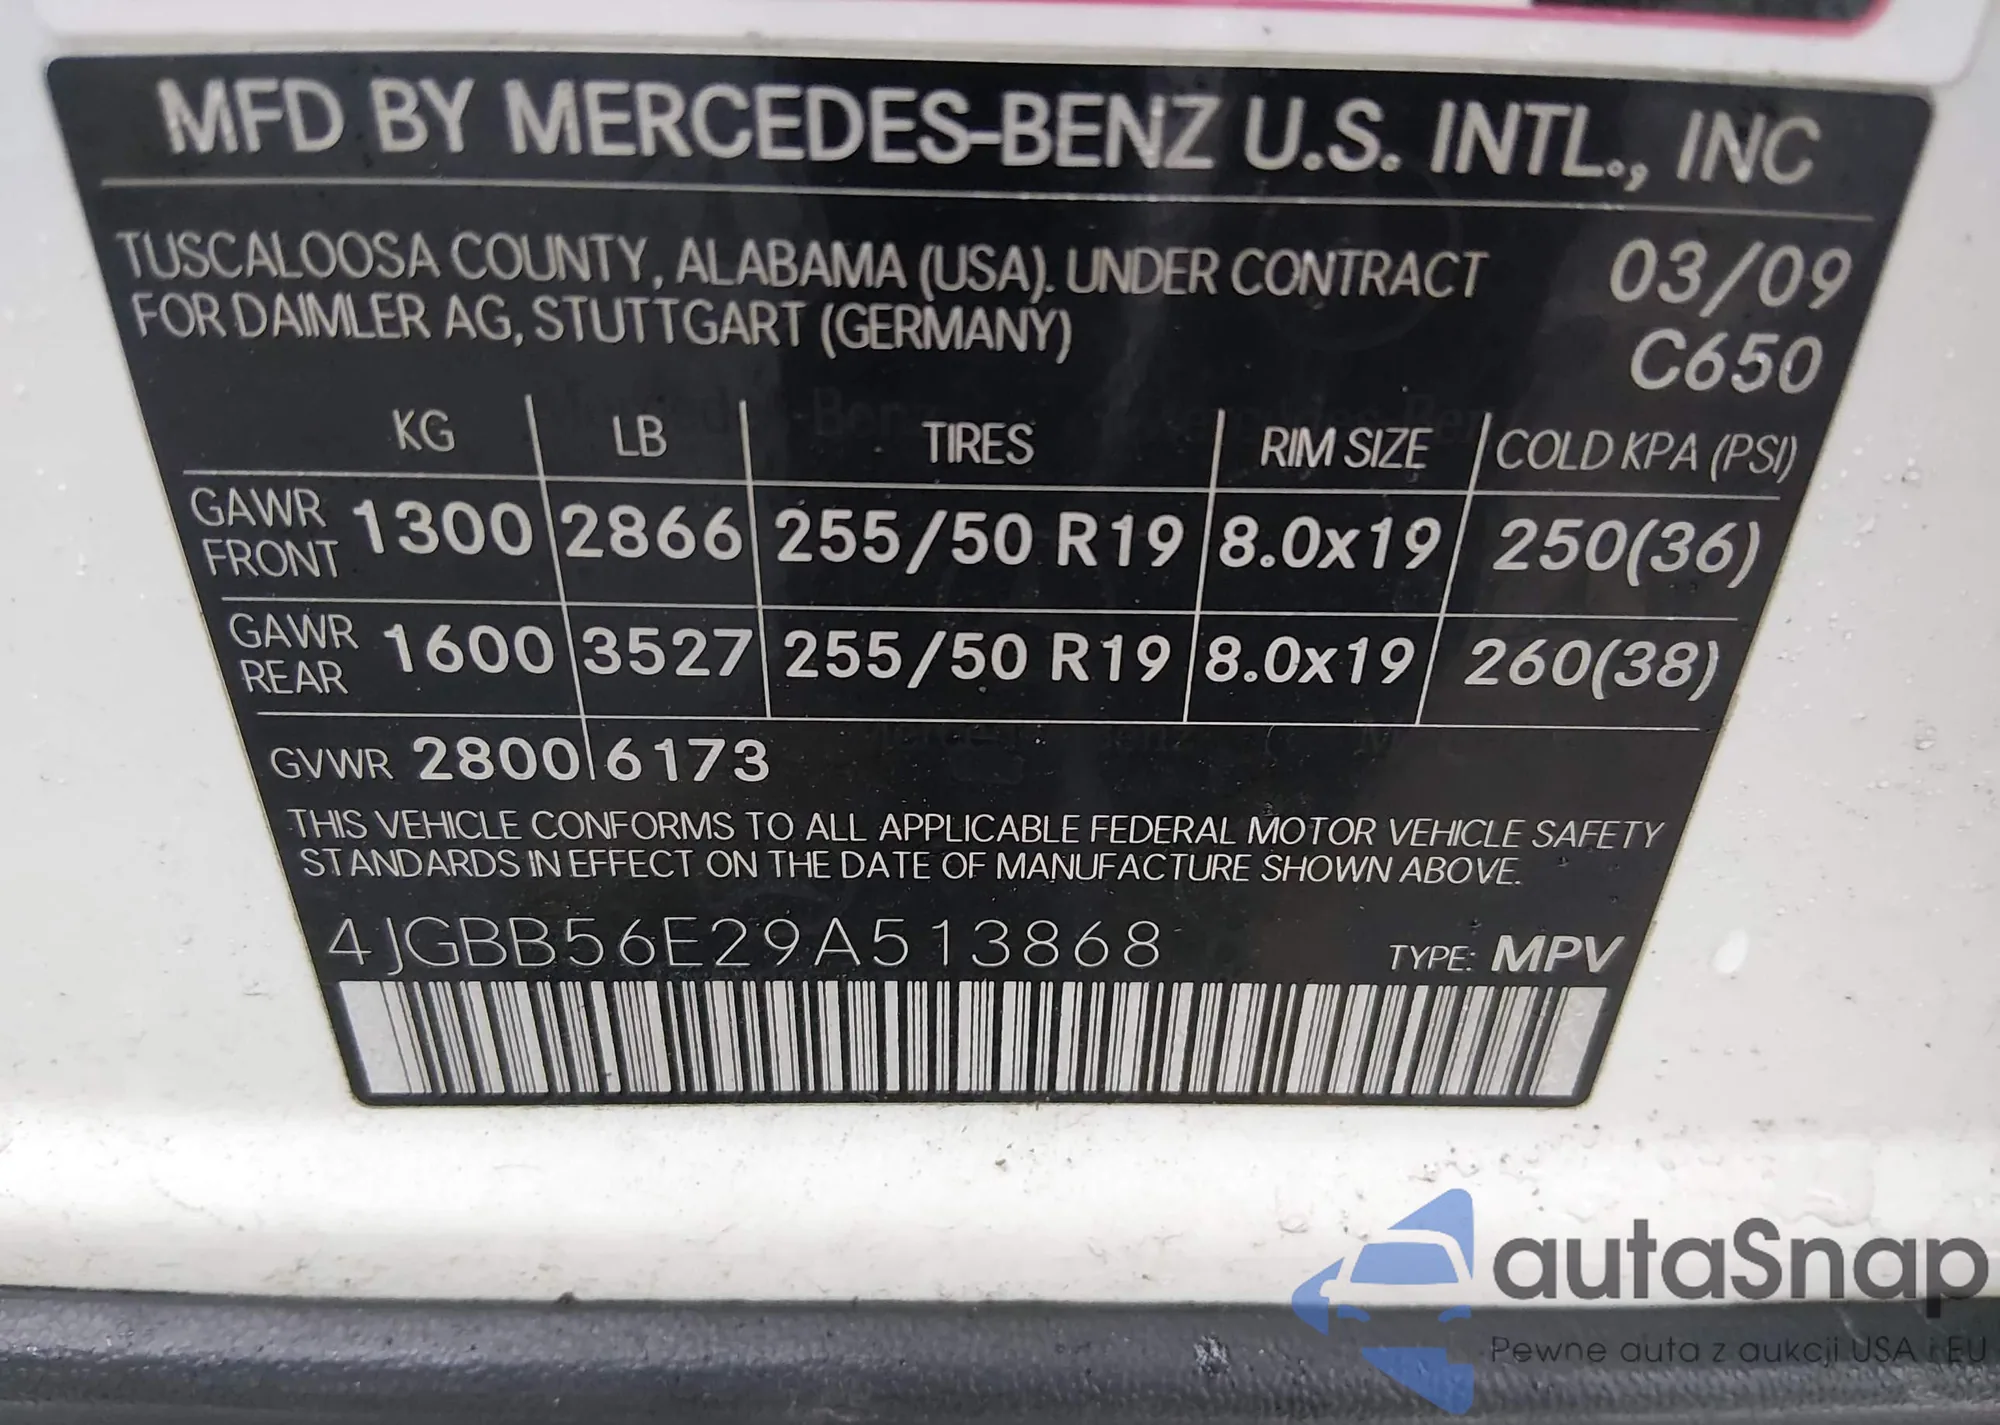 MFD BY MERCEDES-BENZ U.S. INTL., INC
TUSCALOOSA COUNTY, ALABAMA (USA). UNDER CONTRACT 03/09
FOR DAIMLER AG, STUTTGART (GERMANY) C650
KG LB TIRES RIM SIZE COLD KPA (PSI)
GAWR FRONT 1300 2866 255/50 R19 8.0x19 250(36)
GAWR REAR 1600 3527 255/50 R19 8.0x19 260(38)
GVWR 2800 6173
THIS VEHICLE CONFORMS TO ALL APPLICABLE FEDERAL MOTOR VEHICLE SAFETY
STANDARDS IN EFFECT ON THE DATE OF MANUFACTURE SHOWN ABOVE.
4JGBB56E29A513868 TYPE: MPV
autaSnap
Pewne auta z aukcji USA i EU